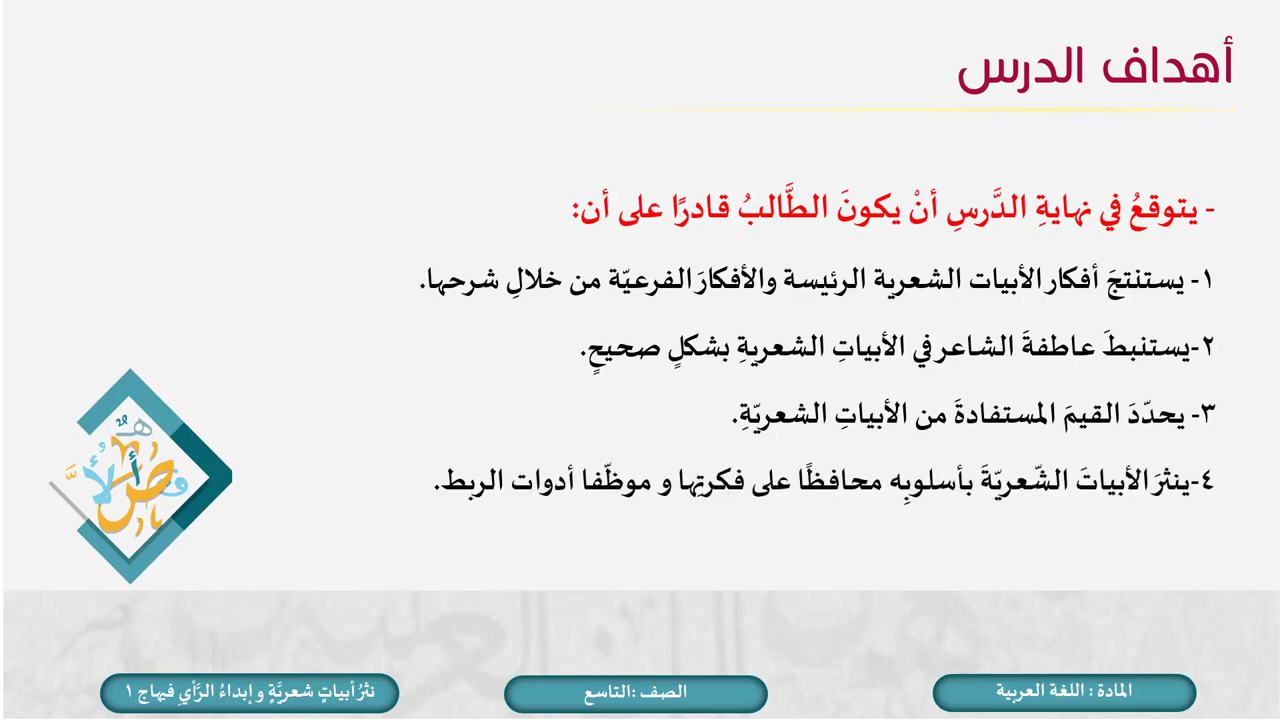 أهداف الدرس
- يتوقعُ في نهايةِ الدَّرسِ أنْ يكونَ الطَّالبُ قادرًا على أن:
١- يستنتجَ أفكار الأبيات الشعرية الرئيسة والأفكارَ الفرعيّة من خلالِ شرحها.
٢-يستنبطَ عاطفةَ الشاعر في الأبياتِ الشعريةِ بشكلٍ صحيحٍ.
٣- يحدّدَ القيمَ المستفادةَ من الأبياتِ الشعريّةِ.
٤-ينثرَ الأبياتَ الشّعريّةَ بأسلوبِه محافظًا على فكرتِها و موظّفا أدوات الربط.
المادة : اللغة العربية
الصف :التاسع
نثرُ أبياتٍ شعريَّةٍ و إبداءُ الرَّأيِ فيهاج ١